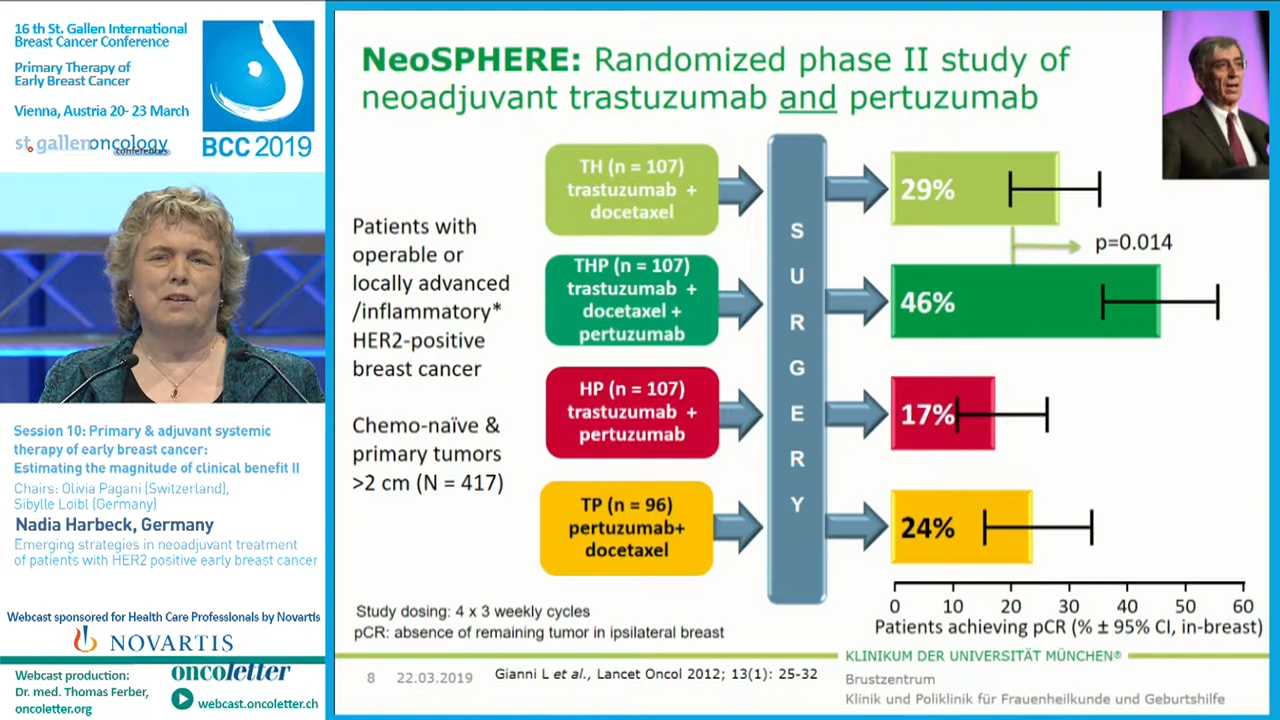 16 th St. Gallen International
Breast Cancer Conference
Primary Therapy of
Early Breast Cancer
Vienna, Austria 20- 23 March
st.gallenoncology
conferences
BCC 2019
Session 10: Primary & adjuvant systemic
therapy of early breast cancer:
Estimating the magnitude of clinical benefit II
Chairs: Olivia Pagani (Switzerland),
Sibylle Loibl (Germany)
Nadia Harbeck, Germany
Emerging strategies in neoadjuvant treatment
of patients with HER2 positive early breast cancer
Webcast sponsored for Health Care Professionals by Novartis
NOVARTIS
Webcast production:
Dr. med. Thomas Ferber,
oncoletter.org
oncoletter
webcast.oncoletter.ch
NeoSPHERE: Randomized phase II study of
neoadjuvant trastuzumab and pertuzumab
Patients with
operable or
locally advanced
/inflammatory*
HER2-positive
breast cancer
Chemo-naïve &
primary tumors
>2 cm (N = 417)
TH (n = 107)
trastuzumab +
docetaxel
THP (n = 107)
trastuzumab +
docetaxel +
pertuzumab
HP (n = 107)
trastuzumab +
pertuzumab
TP (n = 96)
pertuzumab+
docetaxel
S
U
R
G
E
R
Y
29%
p=0.014
46%
17%
24%
0 10 20 30 40 50 60
Patients achieving pCR (% ± 95% CI, in-breast)
Study dosing: 4 x 3 weekly cycles
pCR: absence of remaining tumor in ipsilateral breast
8 22.03.2019
Gianni L et al., Lancet Oncol 2012; 13(1): 25-32
KLINIKUM DER UNIVERSITÄT MÜNCHEN®
Brustzentrum
Klinik und Poliklinik für Frauenheilkunde und Geburtshilfe